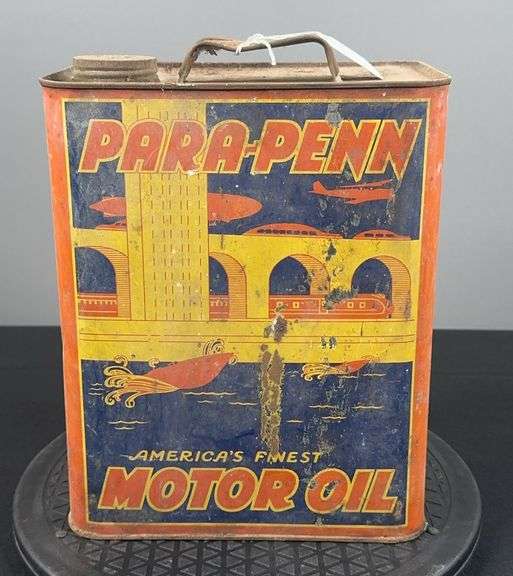 PARA-PENN
AMERICA'S FINEST
MOTOR OIL